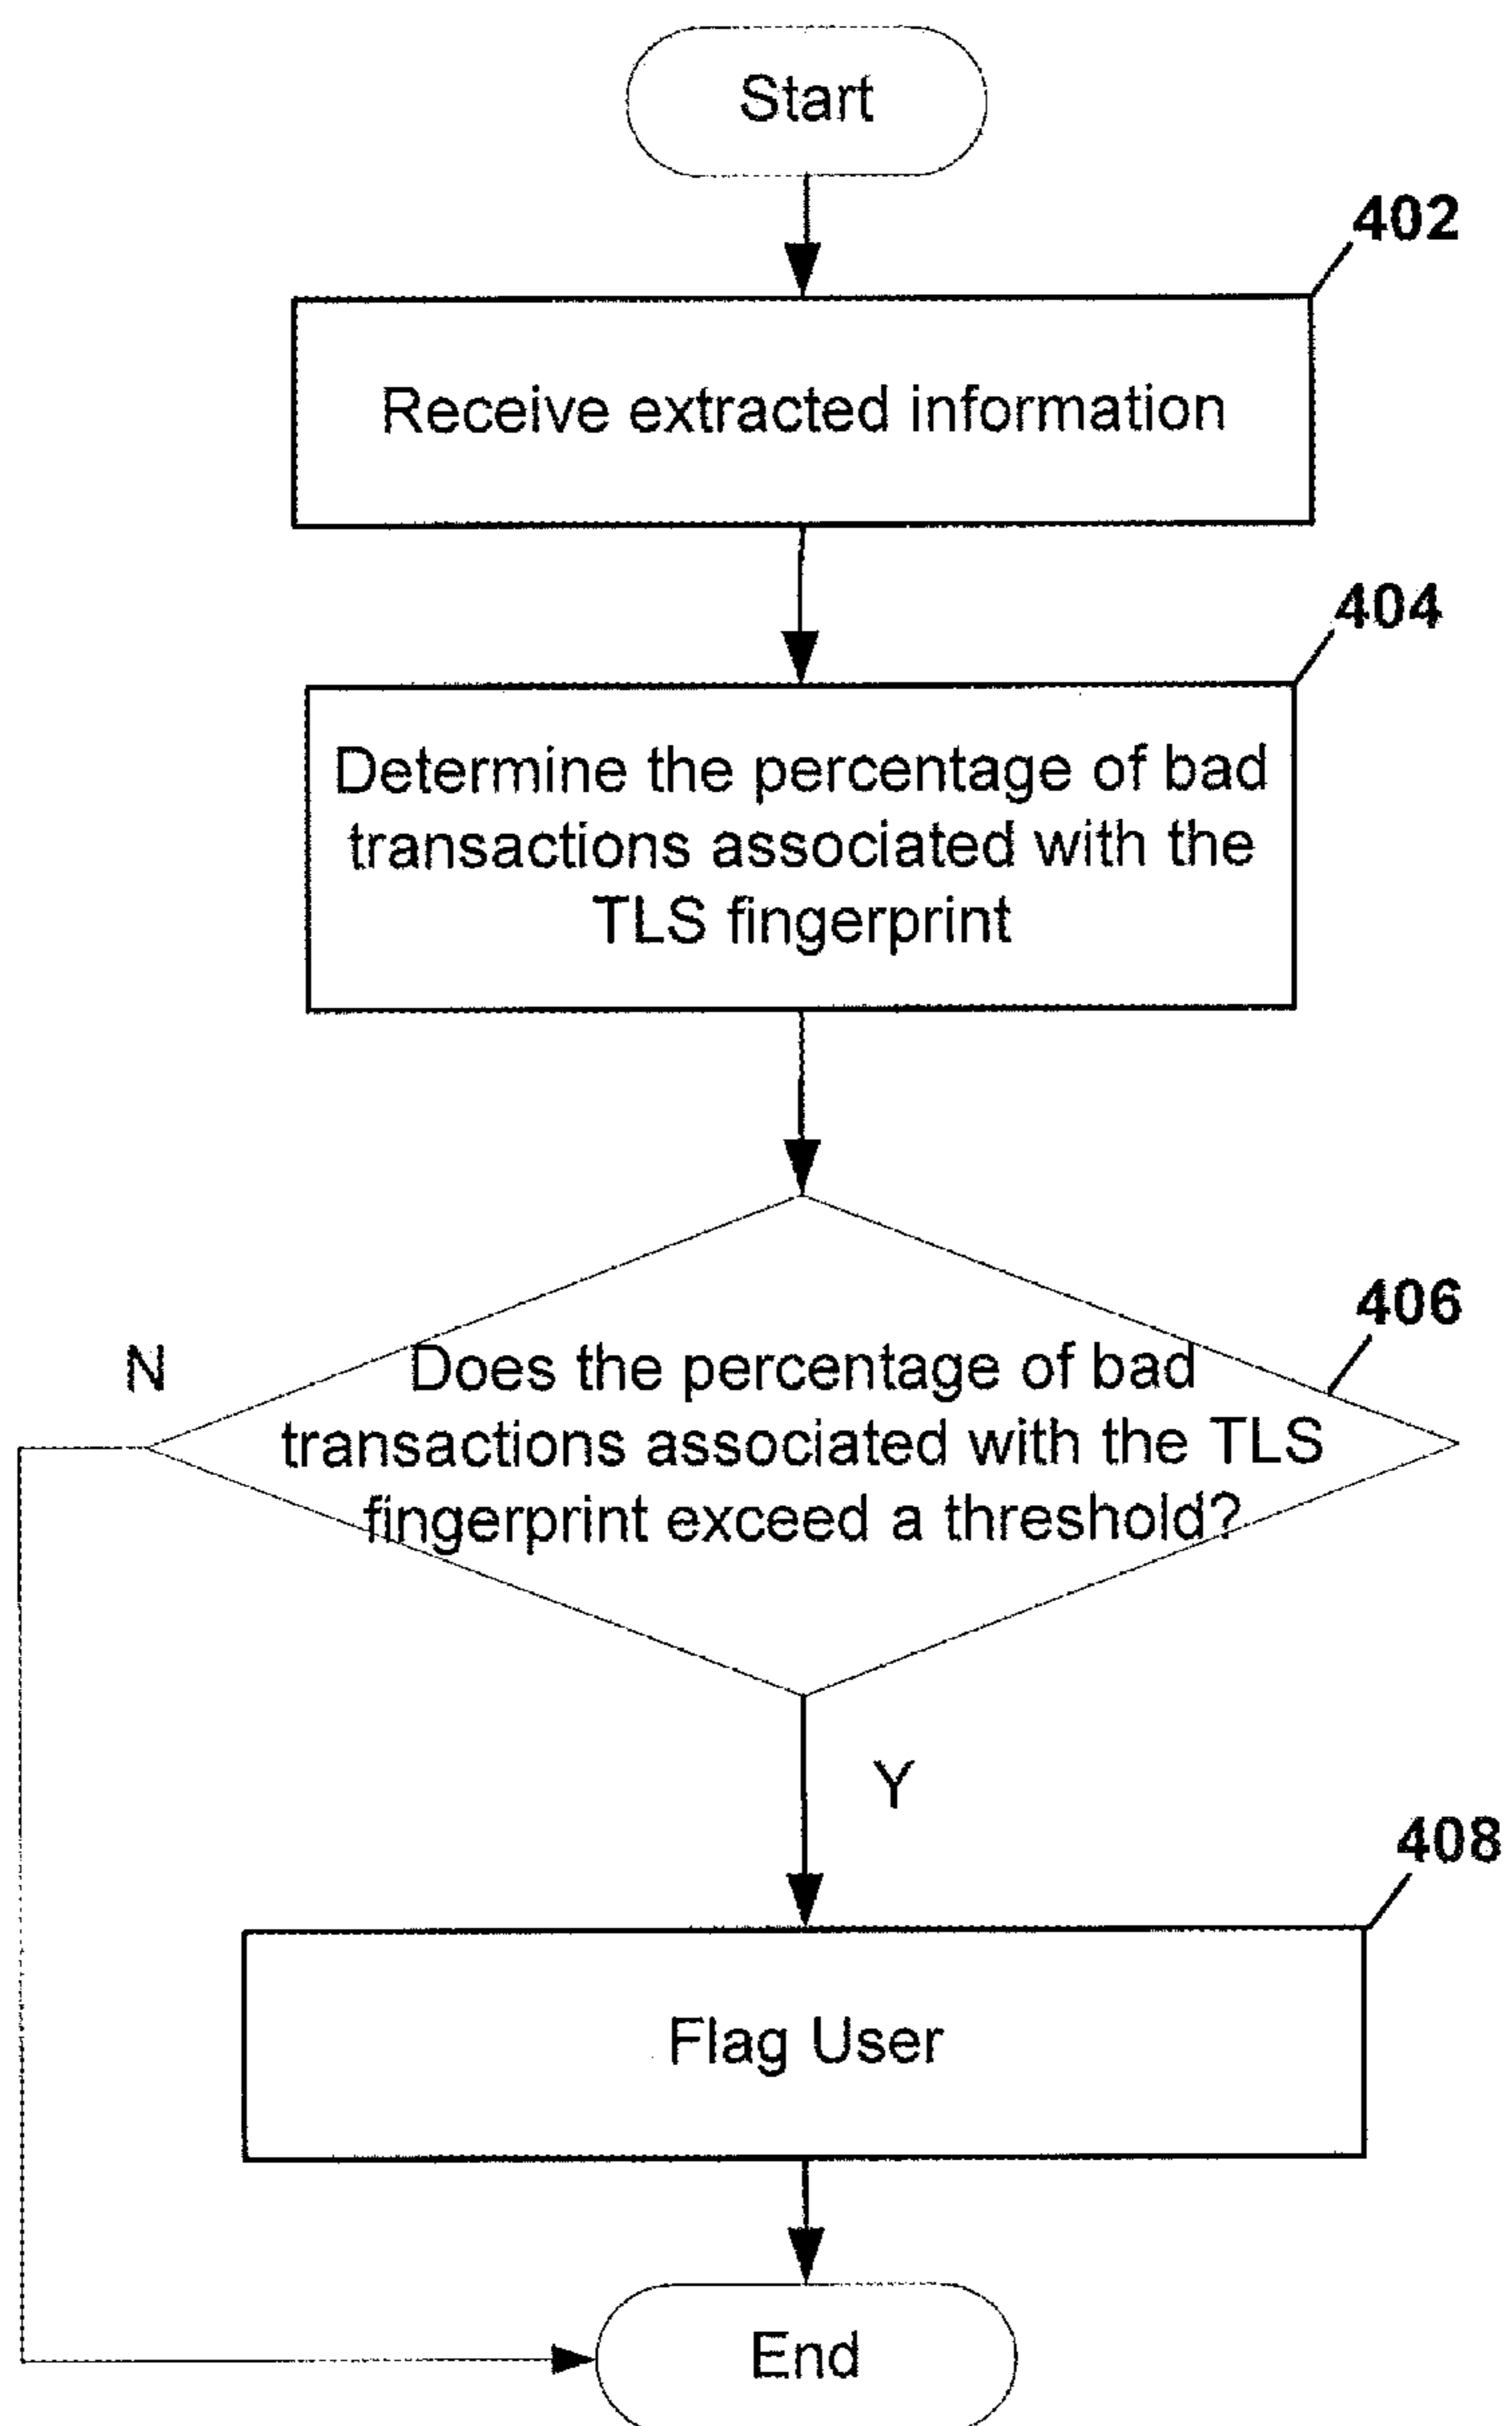 Start
402
Receive extracted information
404
Determine the percentage of bad
transactions associated with the
TLS fingerprint
406
N
Does the percentage of bad
transactions associated with the TLS
fingerprint exceed a threshold?
Y
408
Flag User
End